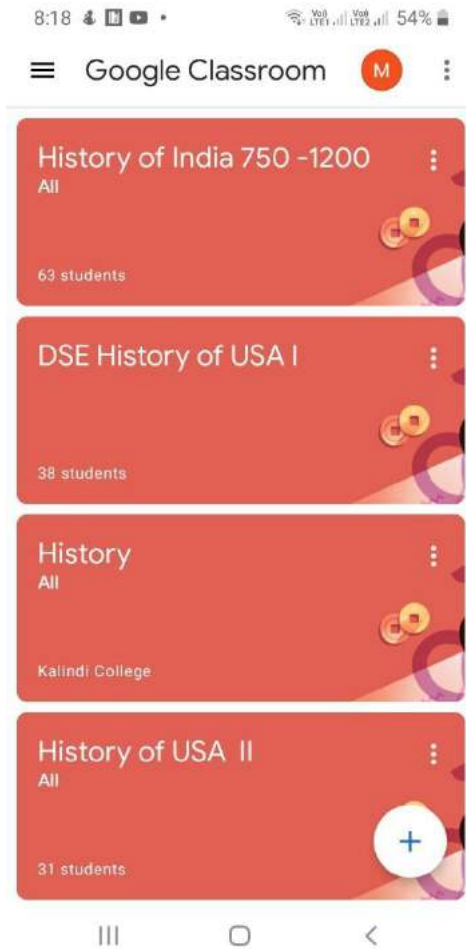 8:18 54%
Google Classroom M
History of India 750 -1200
All
63 students
DSE History of USA I
38 students
History
All
Kalindi College
History of USA II
All
31 students